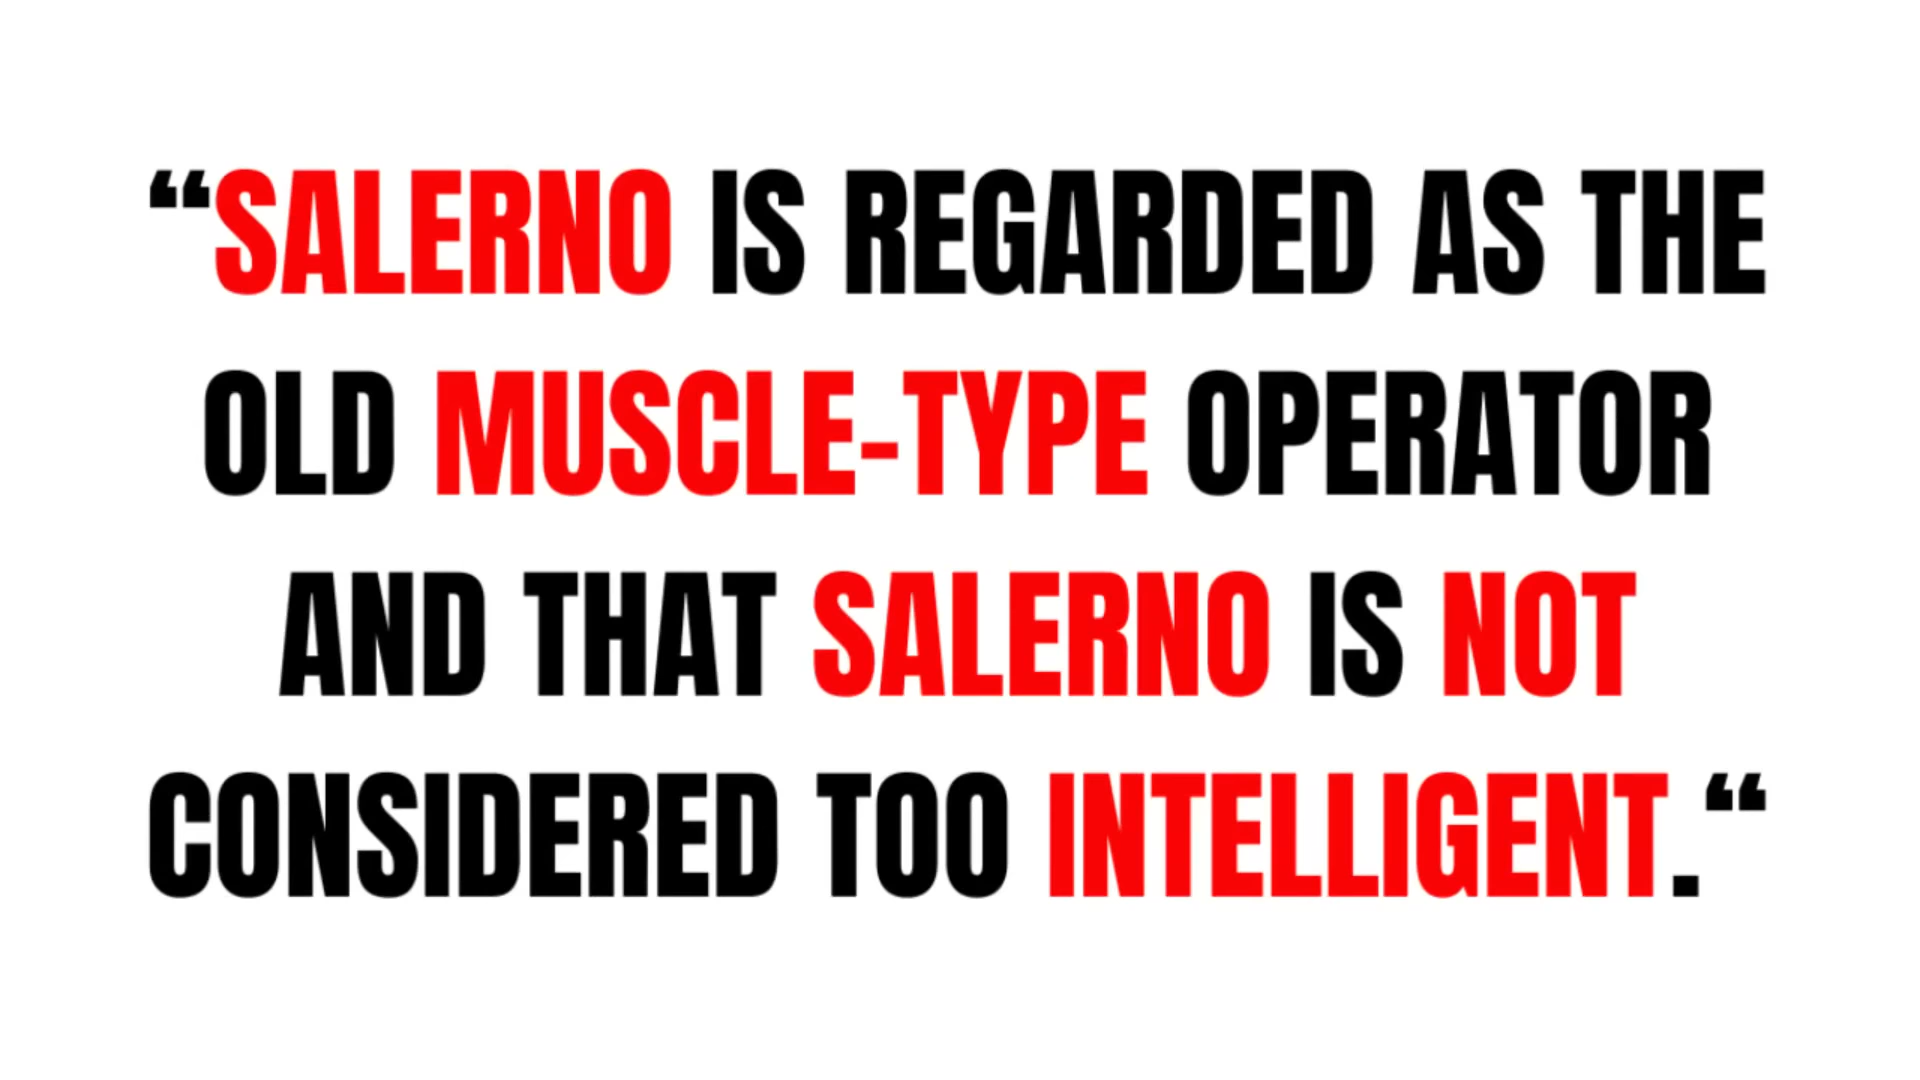 “SALERNO IS REGARDED AS THE
OLD MUSCLE-TYPE OPERATOR
AND THAT SALERNO IS NOT
CONSIDERED TOO INTELLIGENT.“